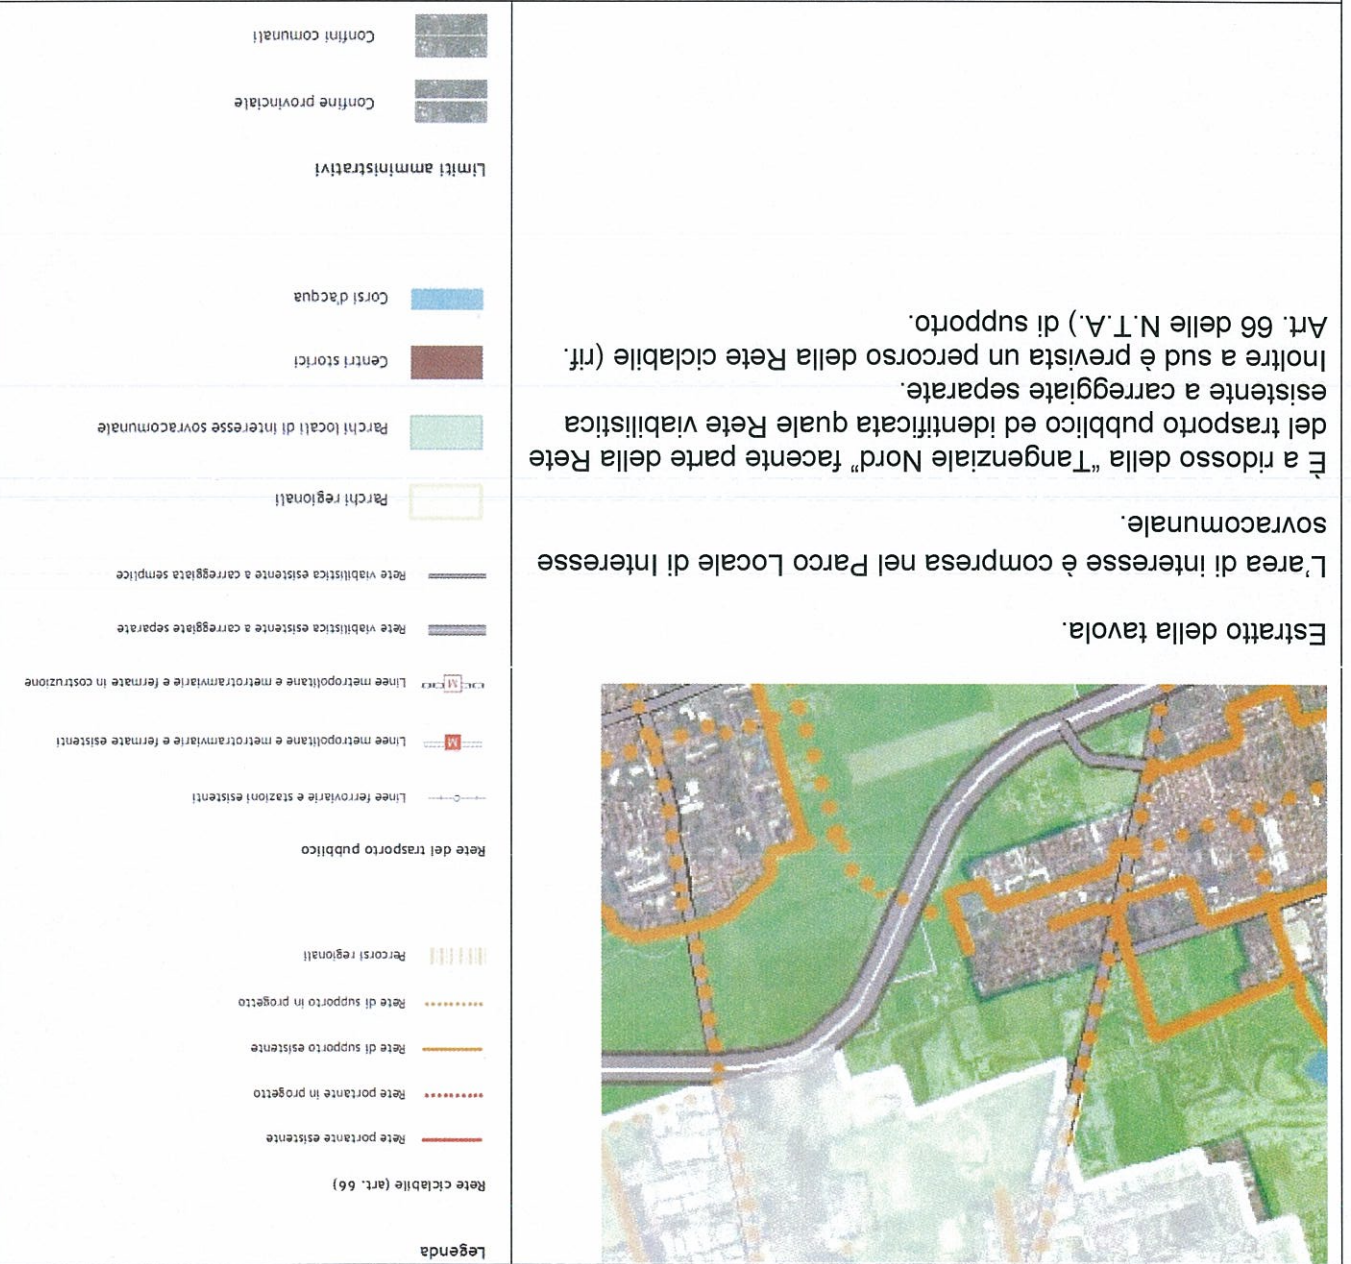 Estratto della tavola.
L'area di interesse è compresa nel Parco Locale di Interesse
sovracomunale.
È a ridosso della "Tangenziale Nord" facente parte della Rete
del trasporto pubblico ed identificata quale Rete viabilistica
esistente a carreggiate separate.
Inoltre a sud è prevista un percorso della Rete ciclabile (rif.
Art. 66 delle N.T.A.) di supporto.
Legenda
Rete ciclabile (art. 66)
Rete portante esistente
Rete portante in progetto
Rete di supporto esistente
Rete di supporto in progetto
Percorsi regionali
Rete del trasporto pubblico
Linee ferroviarie e stazioni esistenti
M Linee metropolitane e metrotramviarie e fermate esistenti
M Linee metropolitane e metrotramviarie e fermate in costruzione
Rete viabilistica esistente a carreggiate separate
Rete viabilistica esistente a carreggiata semplice
Parchi regionali
Parchi locali di interesse sovracomunale
Centri storici
Corsi d'acqua
Limiti amministrativi
Confine provinciale
Confini comunali